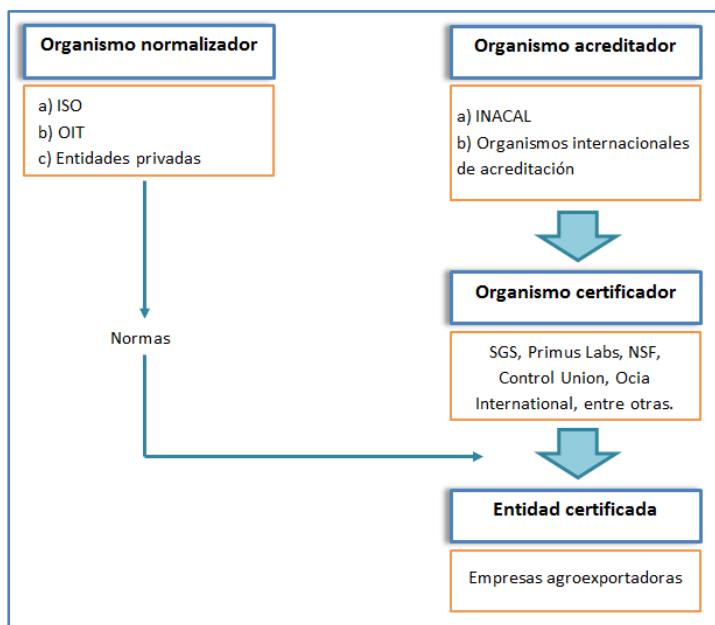 Organismo normalizador
a) ISO
b) OIT
c) Entidades privadas
Normas
Organismo acreditador
a) INACAL
b) Organismos internacionales
de acreditación
Organismo certificador
SGS, Primus Labs, NSF,
Control Union, Ocia
International, entre otras.
Entidad certificada
Empresas agroexportadoras